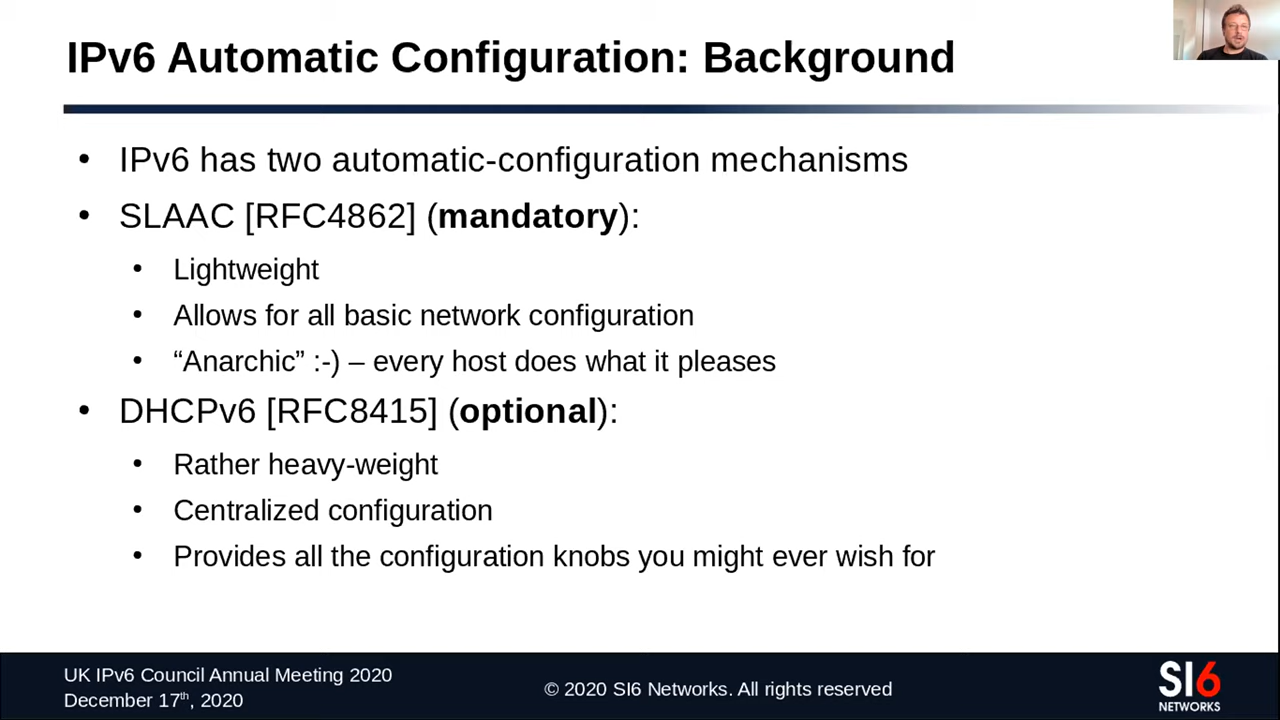 IPv6 Automatic Configuration: Background
• IPv6 has two automatic-configuration mechanisms
• SLAAC [RFC4862] (mandatory):
• Lightweight
• Allows for all basic network configuration
• “Anarchic” :-) – every host does what it pleases
• DHCPv6 [RFC8415] (optional):
• Rather heavy-weight
• Centralized configuration
• Provides all the configuration knobs you might ever wish for
UK IPv6 Council Annual Meeting 2020
December 17th, 2020
© 2020 SI6 Networks. All rights reserved
SI6
NETWORKS